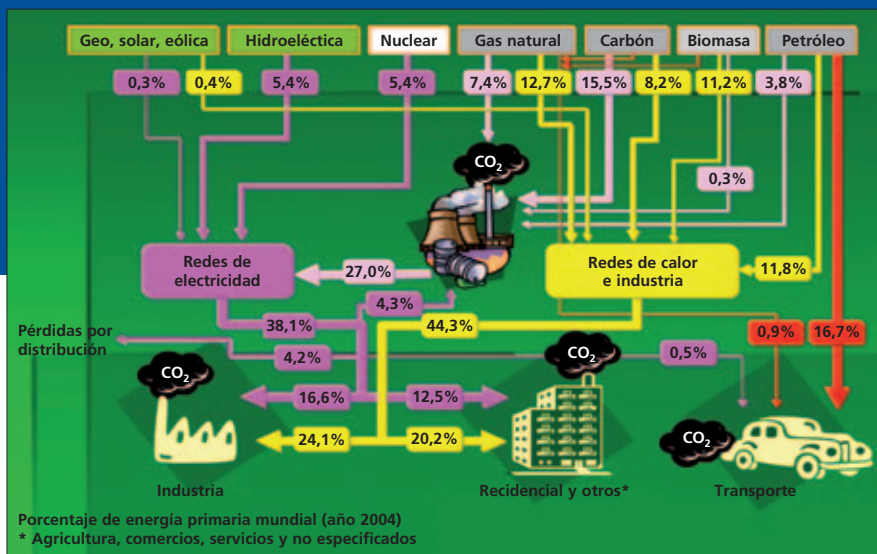 Geo, solar, eólica
Hidroeléctica
Nuclear
Gas natural
Carbón
Biomasa
Petróleo
0,3%
0,4%
5,4%
5,4%
7,4%
12,7%
15,5%
8,2%
11,2%
3,8%
CO2
0,3%
Redes de
electricidad
27,0%
Redes de calor
e industria
11,8%
4,3%
38,1%
44,3%
Pérdidas por
distribución
4,2%
0,5%
0,9%
16,7%
CO2
CO2
16,6%
12,5%
CO2
24,1%
20,2%
Industria
Recidencial y otros*
Transporte
Porcentaje de energía primaria mundial (año 2004)
* Agricultura, comercios, servicios y no especificados